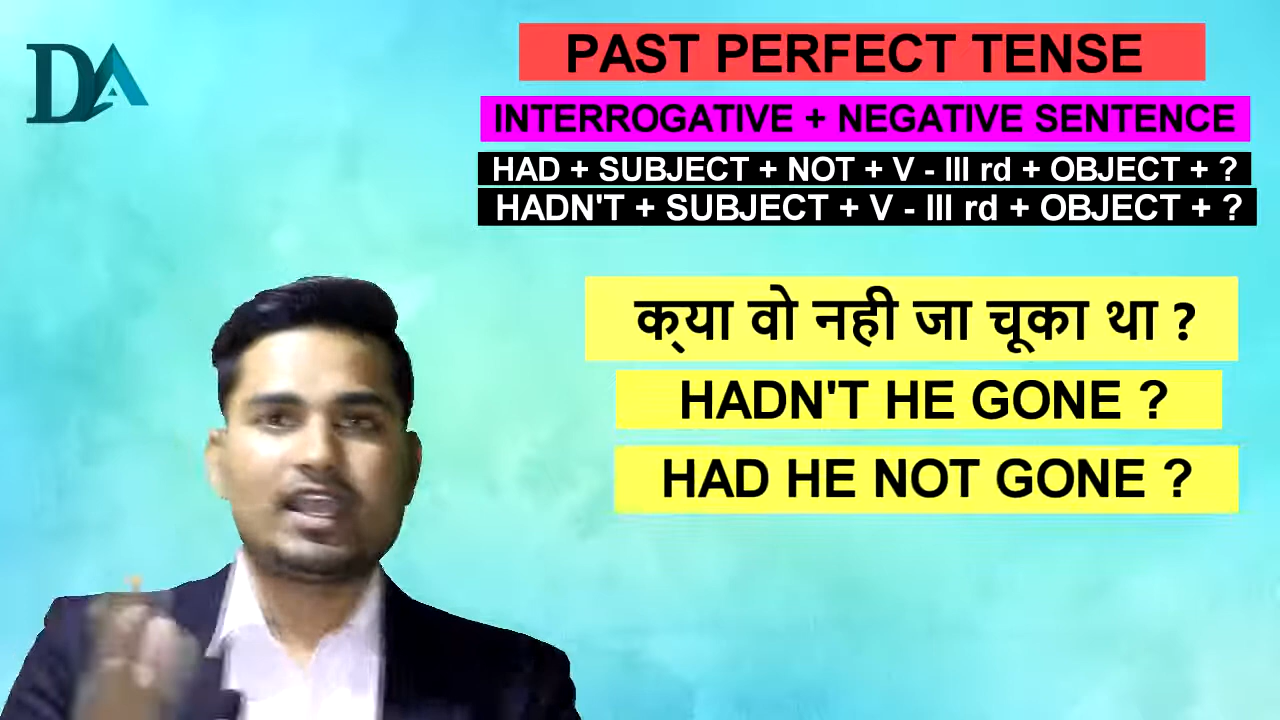 DA
PAST PERFECT TENSE
INTERROGATIVE + NEGATIVE SENTENCE
HAD + SUBJECT + NOT + V - III rd + OBJECT + ?
HADN'T + SUBJECT + V - III rd + OBJECT + ?
क्या वो नही जा चूका था ?
HADN'T HE GONE ?
HAD HE NOT GONE ?